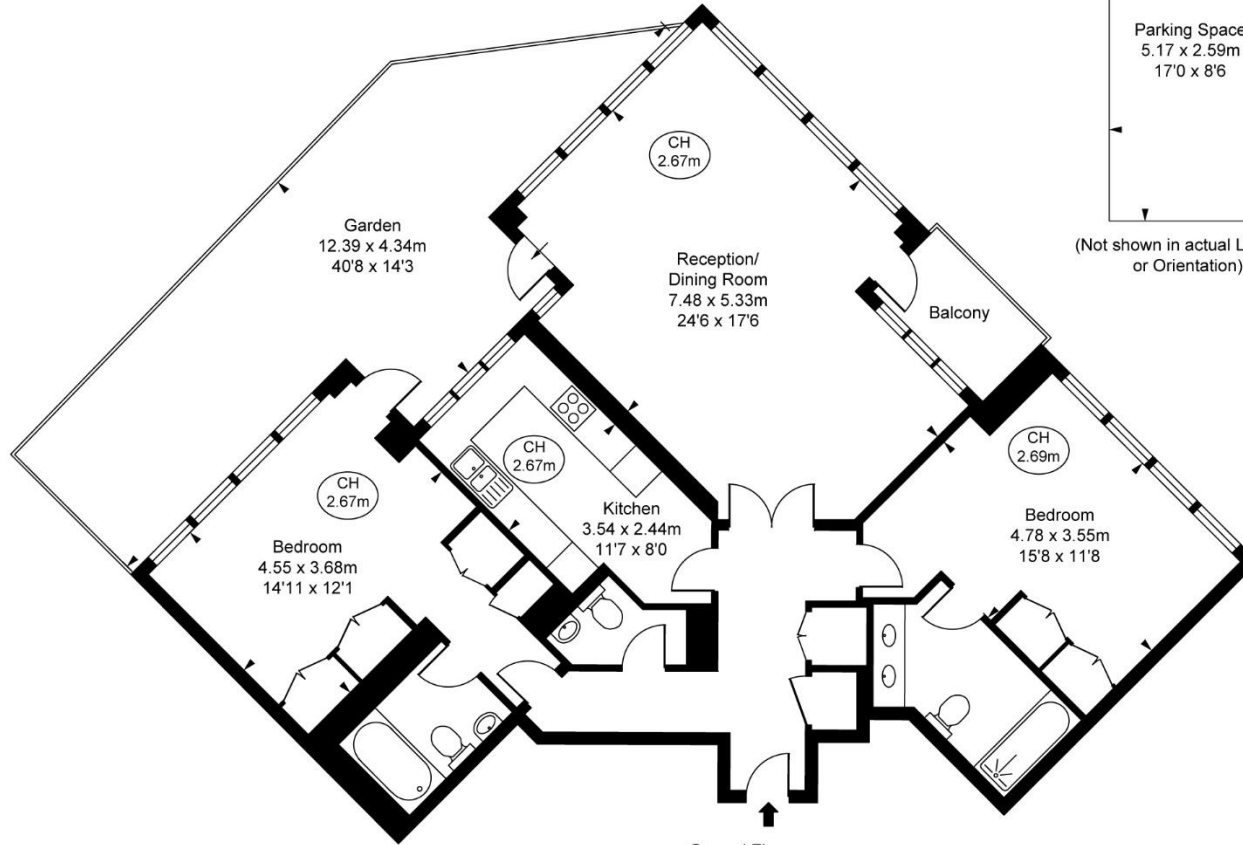 Parking Space
5.17 x 2.59m
17'0 x 8'6
(Not shown in actual L
or Orientation)
CH
2.67m
Garden
12.39 x 4.34m
40'8 x 14'3
Reception/
Dining Room
7.48 x 5.33m
24'6 x 17'6
Balcony
CH
2.67m
CH
2.69m
CH
2.67m
Kitchen
3.54 x 2.44m
11'7 x 8'0
Bedroom
4.78 x 3.55m
15'8 x 11'8
Bedroom
4.55 x 3.68m
14'11 x 12'1